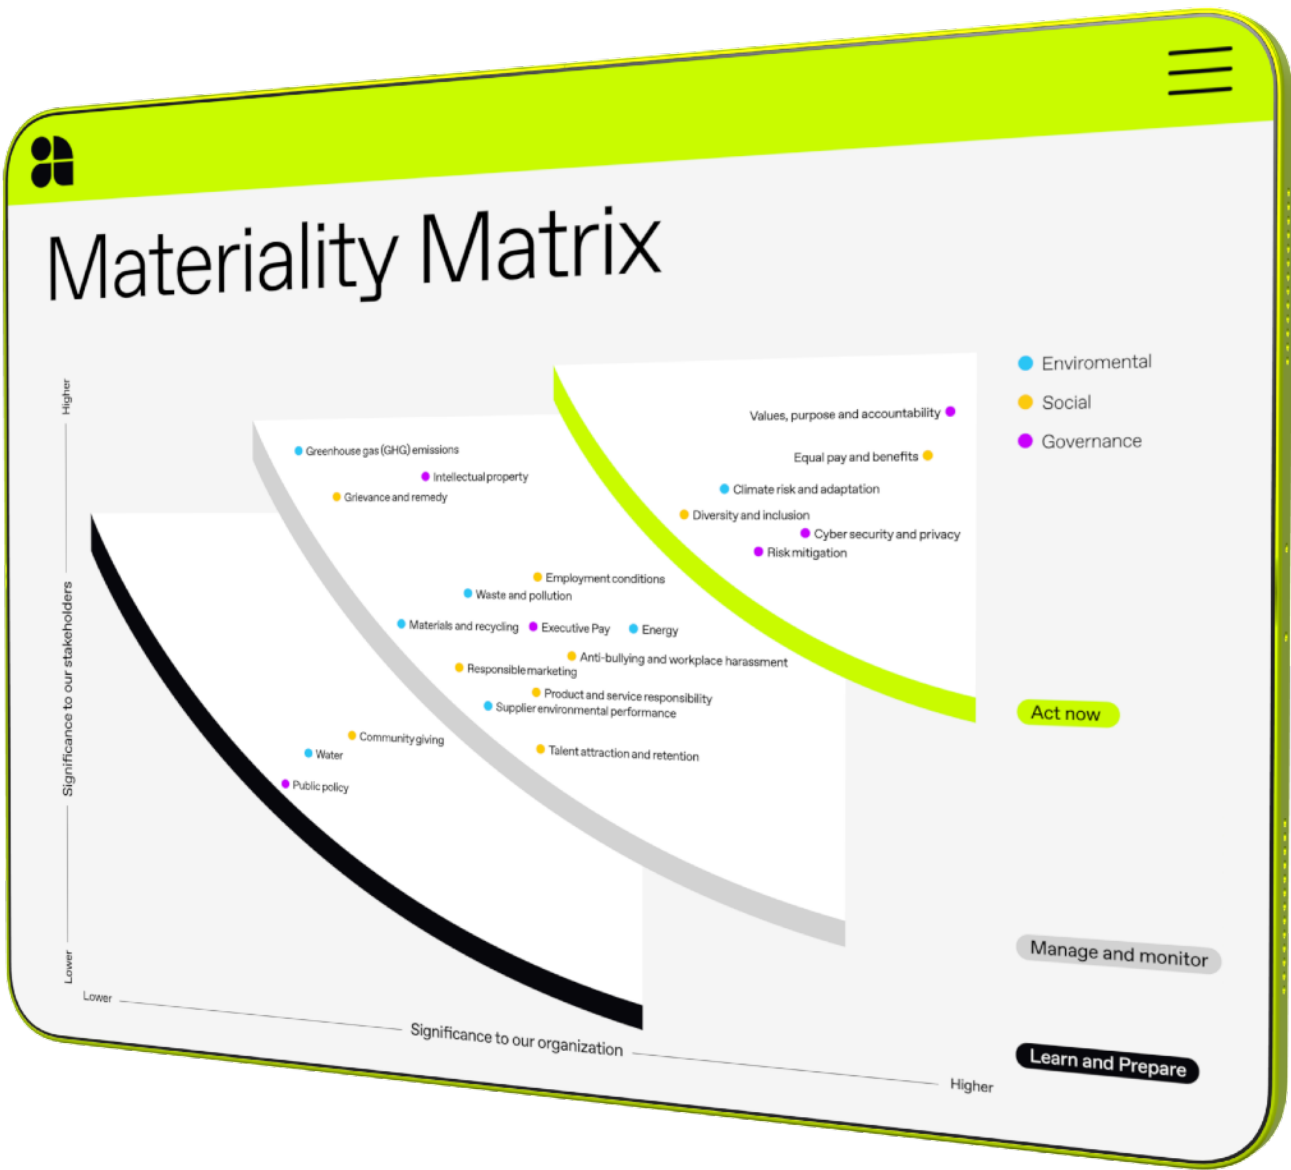 Materiality Matrix
Higher
Significance to our stakeholders
Lower
Enviromental
Social
Governance
Values, purpose and accountability
Equal pay and benefits
Climate risk and adaptation
Diversity and inclusion
Cyber security and privacy
Risk mitigation
Greenhouse gas (GHG) emissions
Intellectual property
Grievance and remedy
Employment conditions
Waste and pollution
Materials and recycling
Executive Pay
Energy
Anti-bullying and workplace harassment
Responsible marketing
Product and service responsibility
Supplier environmental performance
Talent attraction and retention
Community giving
Water
Public policy
Act now
Manage and monitor
Learn and Prepare
Lower
Significance to our organization
Higher